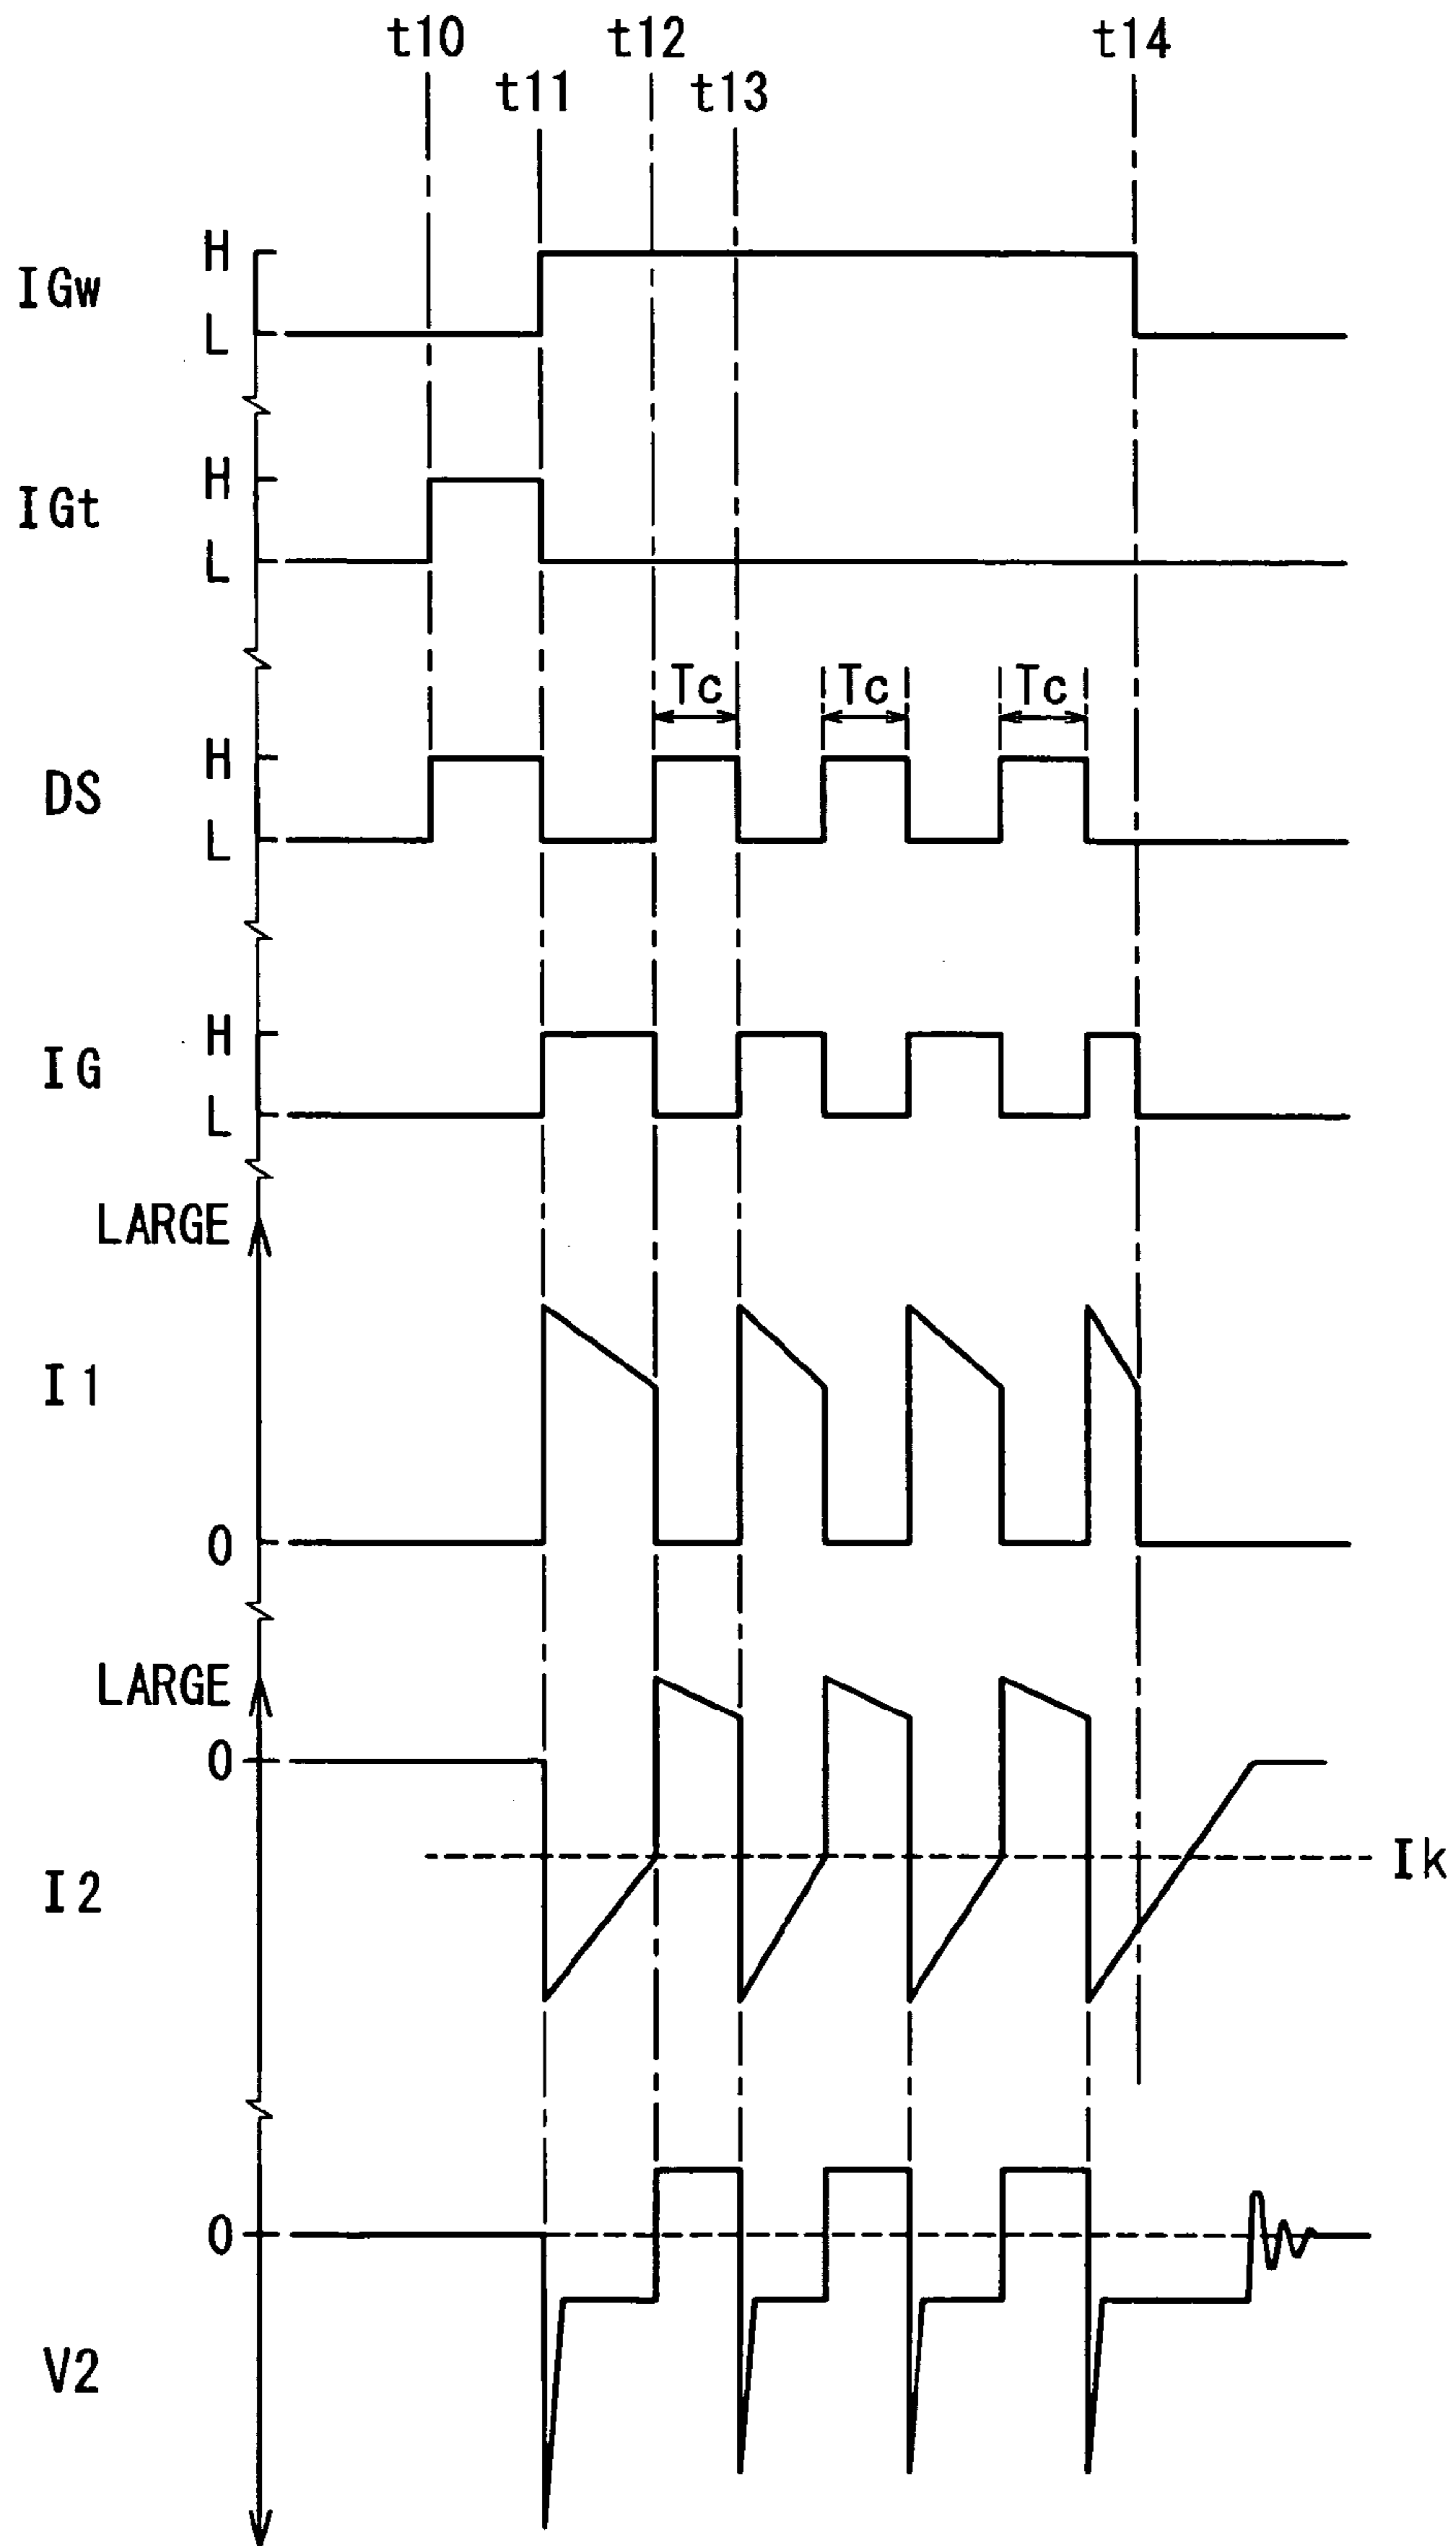 t10
t12
t14
t11
t13
IGw
H
L
IGt
H
L
Tc
Tc
Tc
DS
H
L
IG
H
L
LARGE
I1
0
LARGE
0
I2
Ik
0
V2